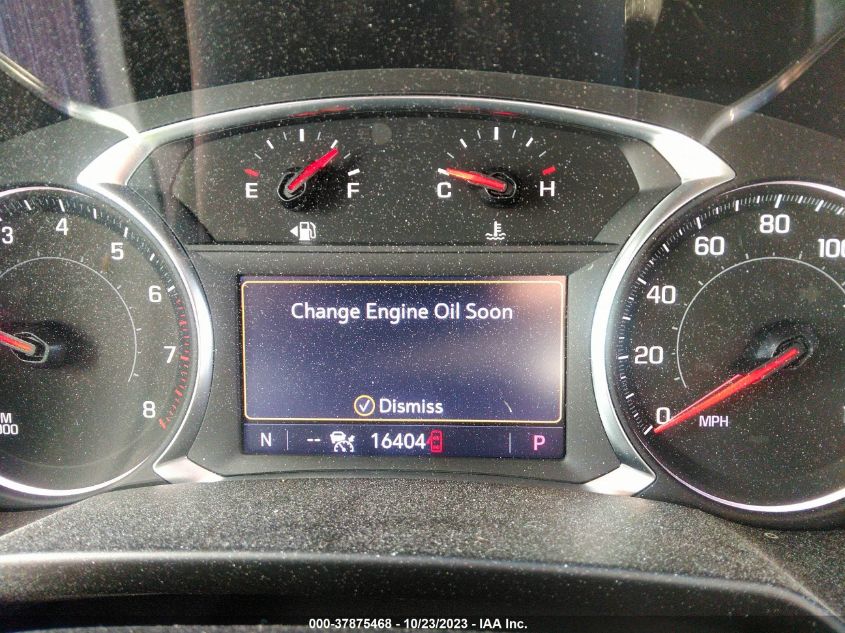 E F
C H
3 4 5 6 7 8
60 80 100
40
20
0 MPH
Change Engine Oil Soon
Dismiss
N -- 16404 P
000-37875468 - 10/23/2023 - IAA Inc.